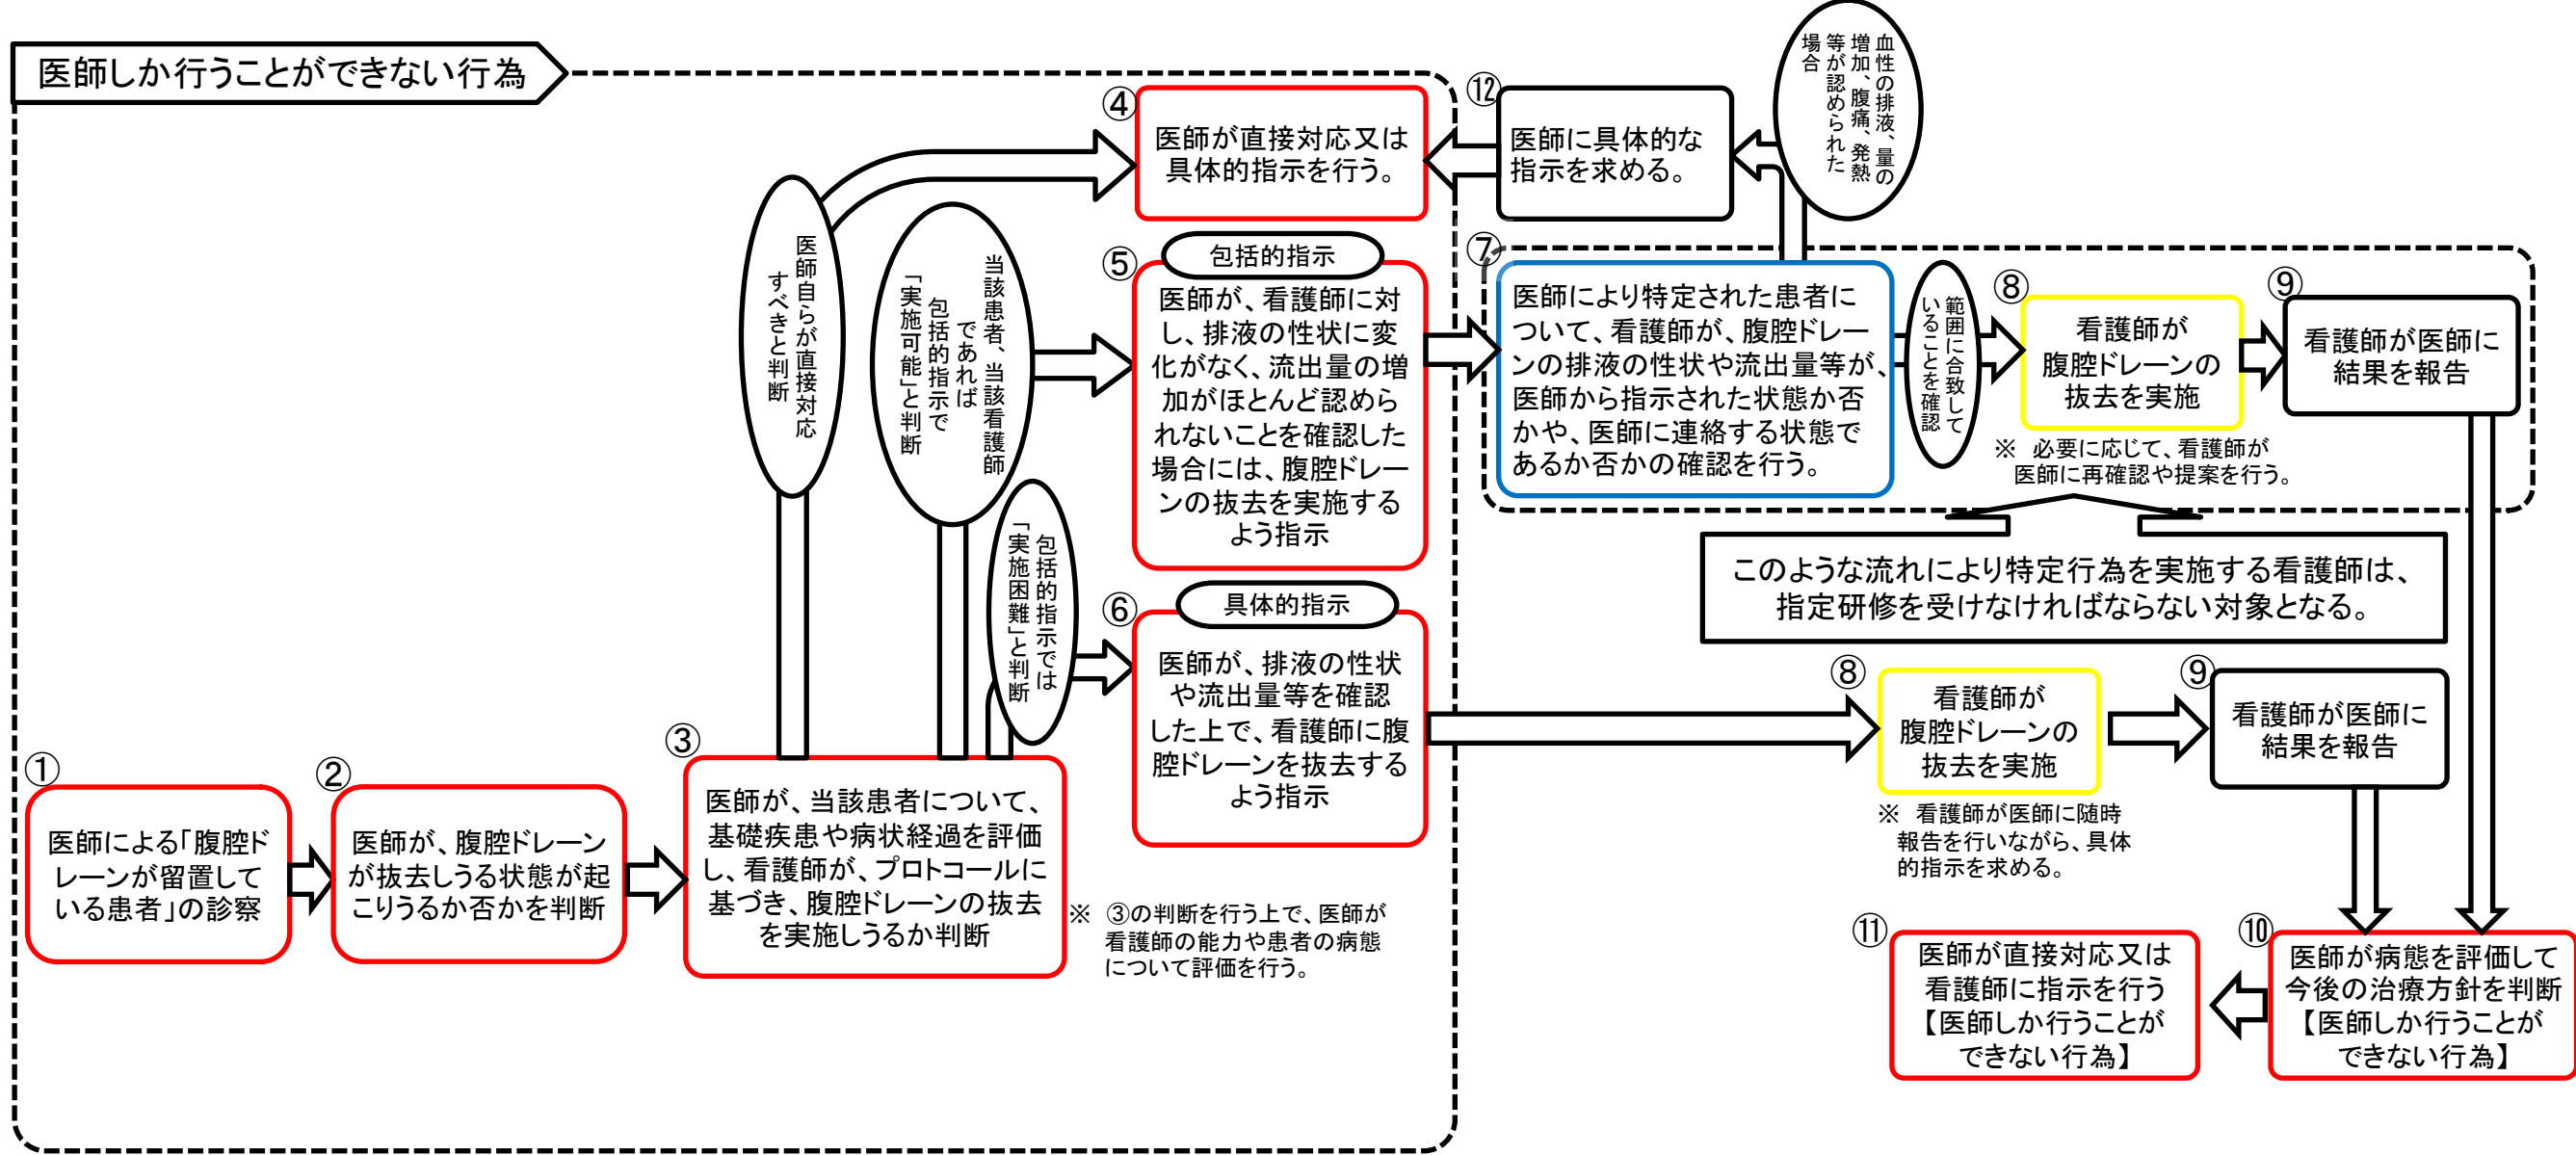 医師しか行うことができない行為
①
医師による「腹腔ド
レーンが留置して
いる患者」の診察
②
医師が、腹腔ドレーン
が抜去しうる状態が起
こりうるか否かを判断
③
医師が、当該患者について、
基礎疾患や病状経過を評価
し、看護師が、プロトコールに
基づき、腹腔ドレーンの抜去
を実施しうるか判断
※ ③の判断を行う上で、医師が
看護師の能力や患者の病態
について評価を行う。
医師自らが直接対応
すべきと判断
当該患者、当該看護師
であれば
包括的指示で
「実施可能」と判断
包括的指示では
「実施困難」と判断
④
医師が直接対応又は
具体的指示を行う。
⑤
包括的指示
医師が、看護師に対
し、排液の性状に変
化がなく、流出量の増
加がほとんど認めら
れないことを確認した
場合には、腹腔ドレー
ンの抜去を実施する
よう指示
⑥
具体的指示
医師が、排液の性状
や流出量等を確認
した上で、看護師に腹
腔ドレーンを抜去する
よう指示
⑫
医師に具体的な
指示を求める。
血性の排液、量の
増加、腹痛、発熱
等が認められた
場合
⑦
医師により特定された患者に
ついて、看護師が、腹腔ドレー
ンの排液の性状や流出量等が、
医師から指示された状態か否
かや、医師に連絡する状態で
あるか否かの確認を行う。
範囲に合致して
いることを確認
⑧
看護師が
腹腔ドレーンの
抜去を実施
※ 必要に応じて、看護師が
医師に再確認や提案を行う。
⑨
看護師が医師に
結果を報告
このような流れにより特定行為を実施する看護師は、
指定研修を受けなければならない対象となる。
⑧
看護師が
腹腔ドレーンの
抜去を実施
※ 看護師が医師に随時
報告を行いながら、具体
的指示を求める。
⑨
看護師が医師に
結果を報告
⑩
医師が病態を評価して
今後の治療方針を判断
【医師しか行うことが
できない行為】
⑪
医師が直接対応又は
看護師に指示を行う
【医師しか行うことが
できない行為】